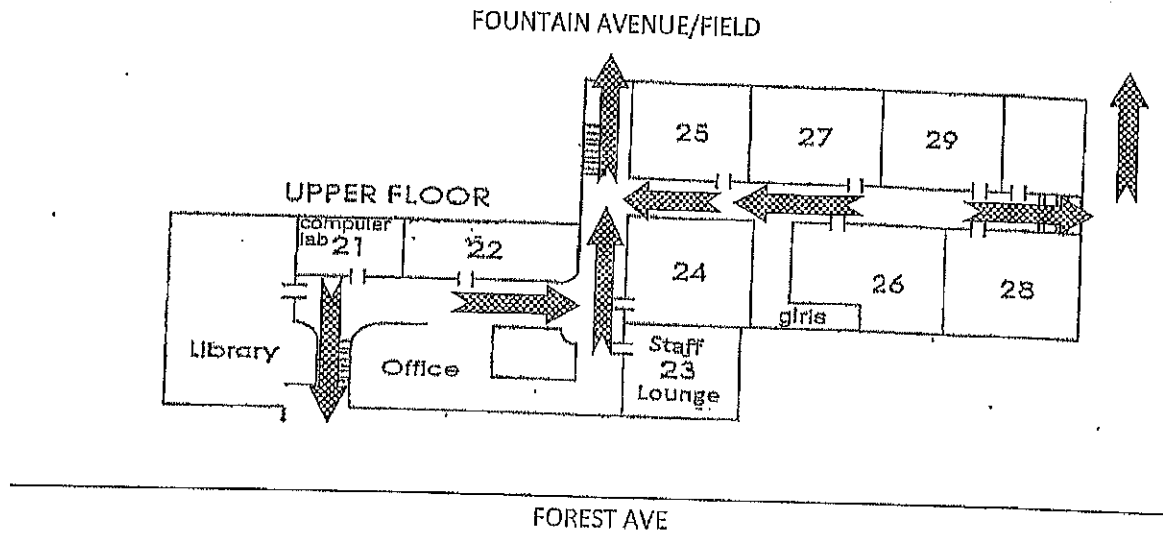 FOUNTAIN AVENUE/FIELD
25
27
29
UPPER FLOOR
computer
lab 21
22
24
26
28
girls
Library
Office
Staff
23
Lounge
FOREST AVE